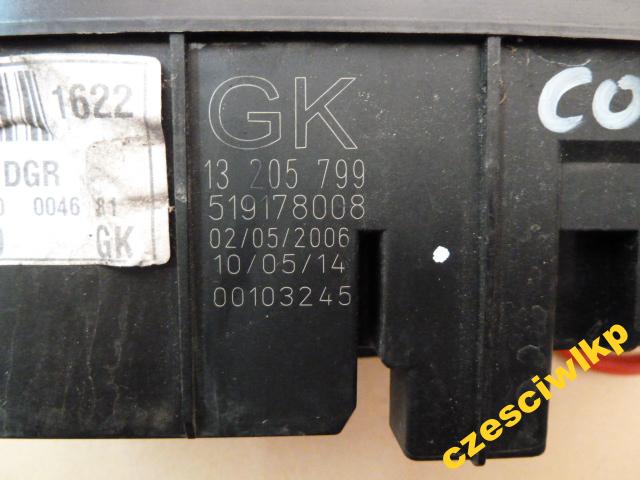 1622
DGR
0046 81
GK
GK
13 205 799
519178008
02/05/2006
10/05/14
00103245
CO
czesciwlkp